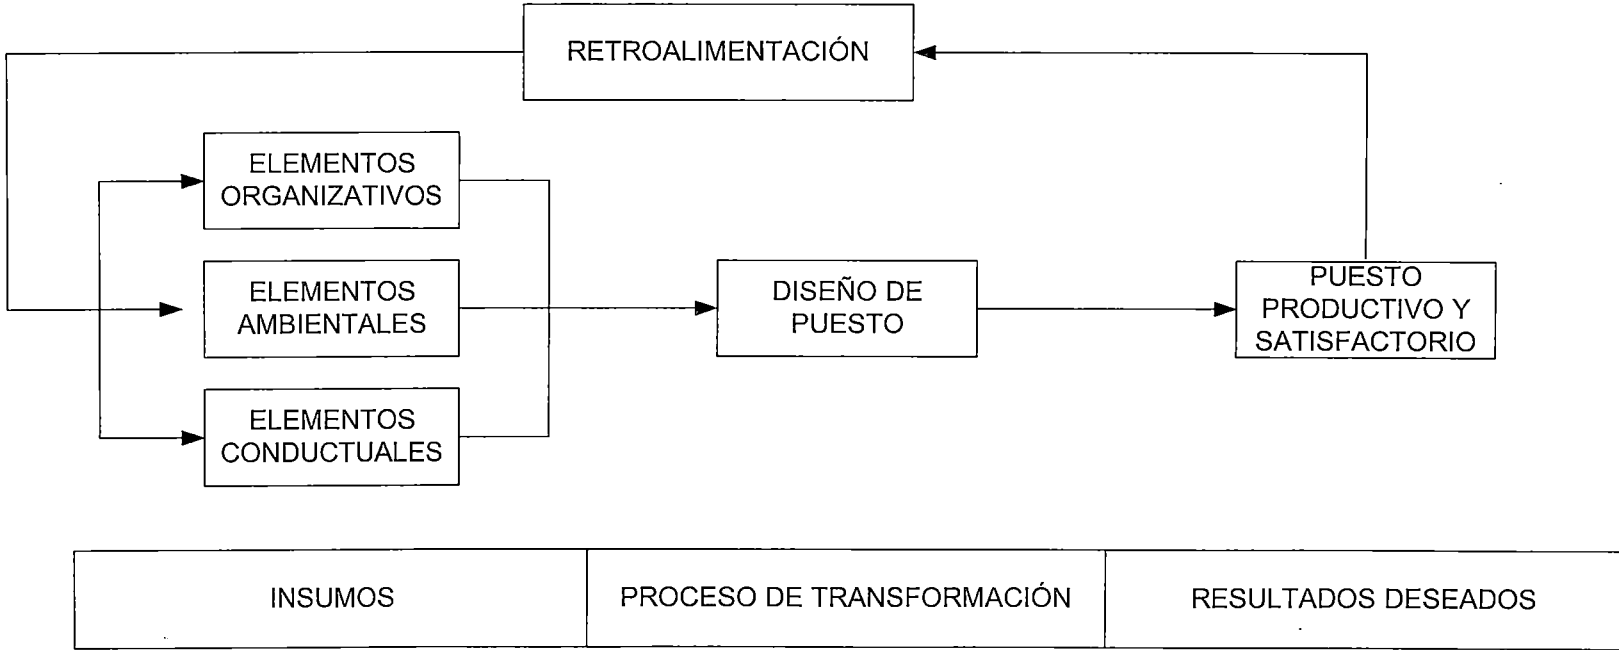 RETROALIMENTACIÓN
ELEMENTOS
ORGANIZATIVOS
ELEMENTOS
AMBIENTALES
ELEMENTOS
CONDUCTUALES
DISEÑO DE
PUESTO
PUESTO
PRODUCTIVO Y
SATISFACTORIO
INSUMOS
PROCESO DE TRANSFORMACIÓN
RESULTADOS DESEADOS